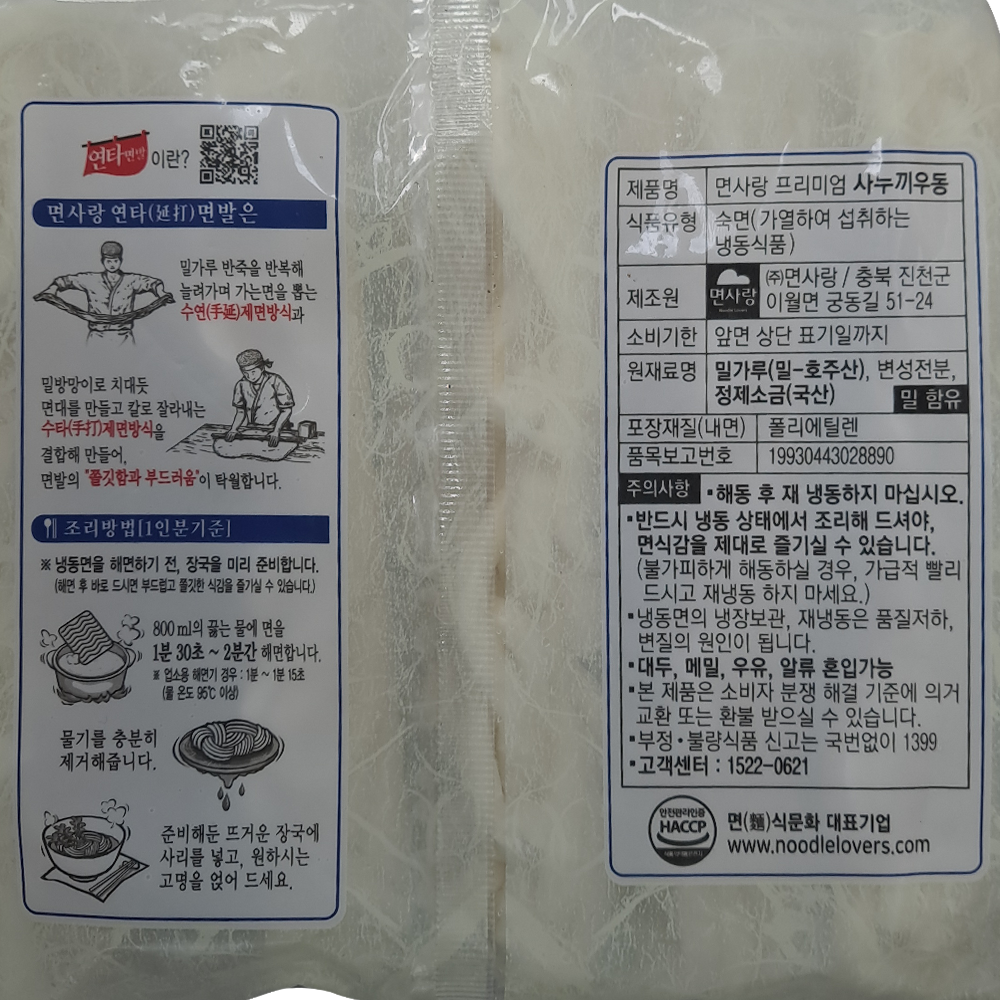 연타면발 이란?
면사랑 연타(延打)면발은
밀가루 반죽을 반복해
늘려가며 가는면을 뽑는
수연(手延)제면방식과
밀방망이로 치대듯
면대를 만들고 칼로 잘라내는
수타(手打)제면방식을
결합해 만들어,
면발의 "쫄깃함과 부드러움"이 탁월합니다.
조리방법[1인분기준]
※ 냉동면을 해면하기 전, 장국을 미리 준비합니다.
(해면 후 바로 드시면 부드럽고 쫄깃한 식감을 즐기실 수 있습니다.)
800ml의 끓는 물에 면을
1분 30초 ~ 2분간 해면합니다.
※ 업소용 해면기 경우 : 1분 ~ 1분 15초
(물 온도 95℃ 이상)
물기를 충분히
제거해줍니다.
준비해둔 뜨거운 장국에
사리를 넣고, 원하시는
고명을 얹어 드세요.
제품명 면사랑 프리미엄 사누끼우동
식품유형 숙면(가열하여 섭취하는
냉동식품)
제조원 면사랑 Noodle Lovers ㈜면사랑 / 충북 진천군
이월면 궁동길 51-24
소비기한 앞면 상단 표기일까지
원재료명 밀가루(밀-호주산), 변성전분,
정제소금(국산) 밀 함유
포장재질(내면) 폴리에틸렌
품목보고번호 19930443028890
주의사항 ▪해동 후 재 냉동하지 마십시오.
▪반드시 냉동 상태에서 조리해 드셔야,
면식감을 제대로 즐기실 수 있습니다.
(불가피하게 해동하실 경우, 가급적 빨리
드시고 재냉동 하지 마세요.)
▪냉동면의 냉장보관, 재냉동은 품질저하,
변질의 원인이 됩니다.
▪대두, 메밀, 우유, 알류 혼입가능
▪본 제품은 소비자 분쟁 해결 기준에 의거
교환 또는 환불 받으실 수 있습니다.
▪부정•불량식품 신고는 국번없이 1399
▪고객센터 : 1522-0621
안전관리인증
HACCP
식품의약품안전처
면(麵)식문화 대표기업
www.noodlelovers.com